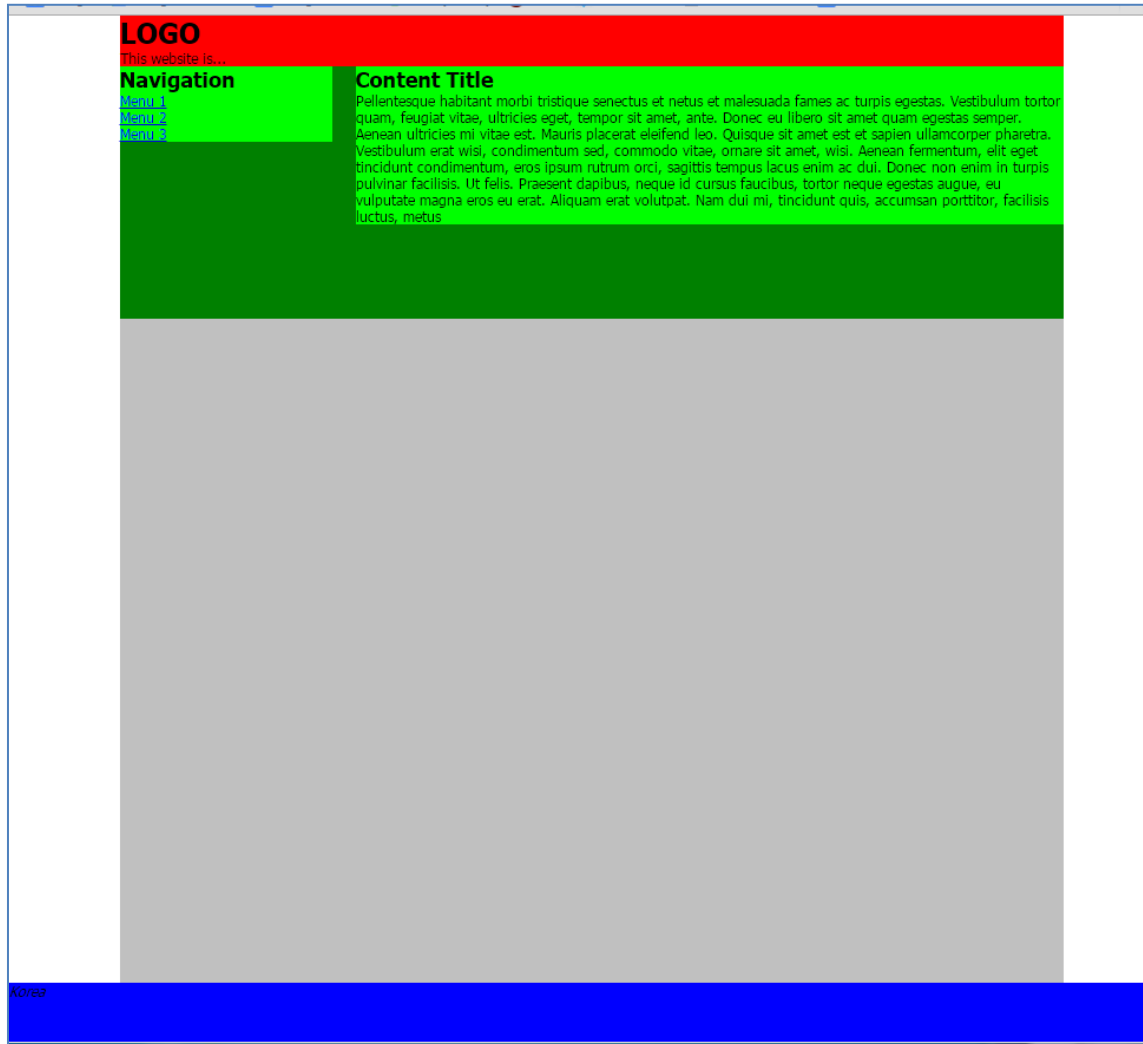 LOGO
This website is...
Navigation
Menu 1
Menu 2
Menu 3
Content Title
Pellentesque habitant morbi tristique senectus et netus et malesuada fames ac turpis egestas. Vestibulum tortor
quam, feugiat vitae, ultricies eget, tempor sit amet, ante. Donec eu libero sit amet quam egestas semper.
Aenean ultricies mi vitae est. Mauris placerat eleifend leo. Quisque sit amet est et sapien ullamcorper pharetra.
Vestibulum erat wisi, condimentum sed, commodo vitae, ornare sit amet, wisi. Aenean fermentum, elit eget
tincidunt condimentum, eros ipsum rutrum orci, sagittis tempus lacus enim ac dui. Donec non enim in turpis
pulvinar facilisis. Ut felis. Praesent dapibus, neque id cursus faucibus, tortor neque egestas augue, eu
vulputate magna eros eu erat. Aliquam erat volutpat. Nam dui mi, tincidunt quis, accumsan porttitor, facilisis
luctus, metus
Korea